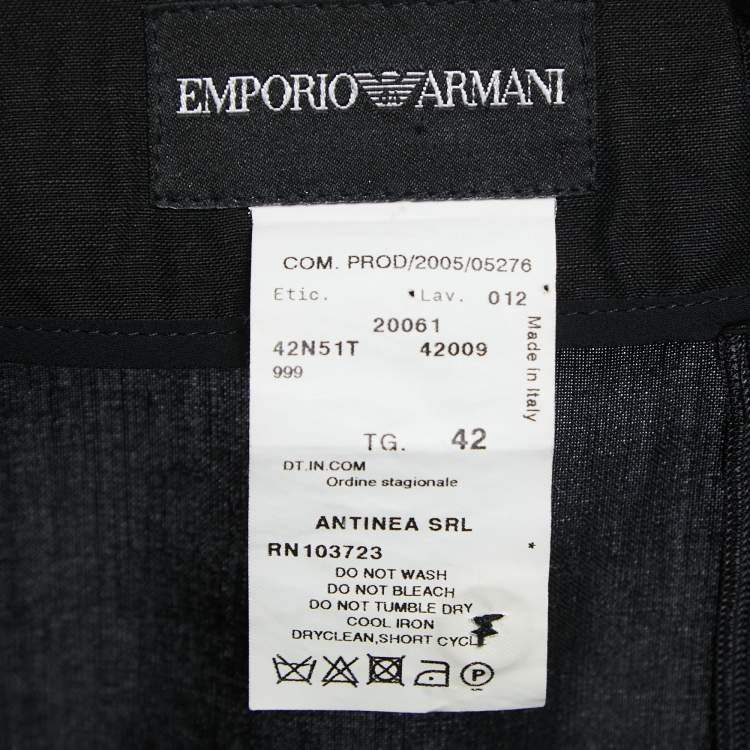 EMPORIO ARMANI
COM. PROD/2005/05276
Etic. Lav. 012
20061
42N51T 42009
999
Made in Italy
TG. 42
DT.IN.COM
Ordine stagionale
ANTINEA SRL
RN103723 *
DO NOT WASH
DO NOT BLEACH
DO NOT TUMBLE DRY
COOL IRON
DRYCLEAN,SHORT CYCLE
P